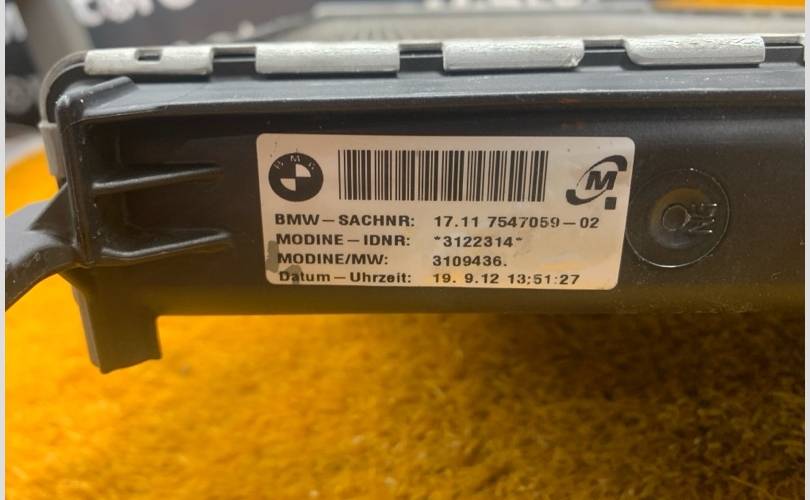 BMW
M
BMW-SACHNR: 17.11 7547059-02
MODINE-IDNR: *3122314*
MODINE/MW: 3109436.
Datum-Uhrzeit: 19. 9.12 13;51:27